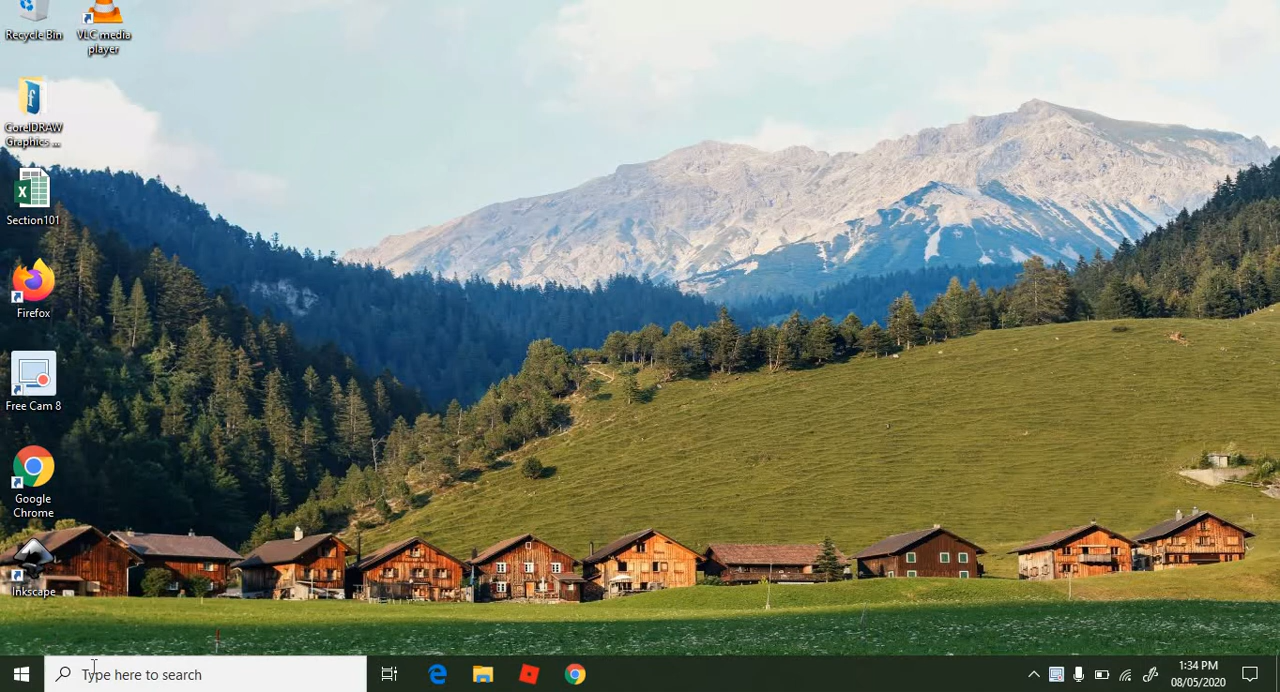 Recycle Bin
VLC media
player
CorelDRAW
Graphics ...
Section101
Firefox
Free Cam 8
Google
Chrome
Inkscape
Type here to search
1:34 PM
08/05/2020